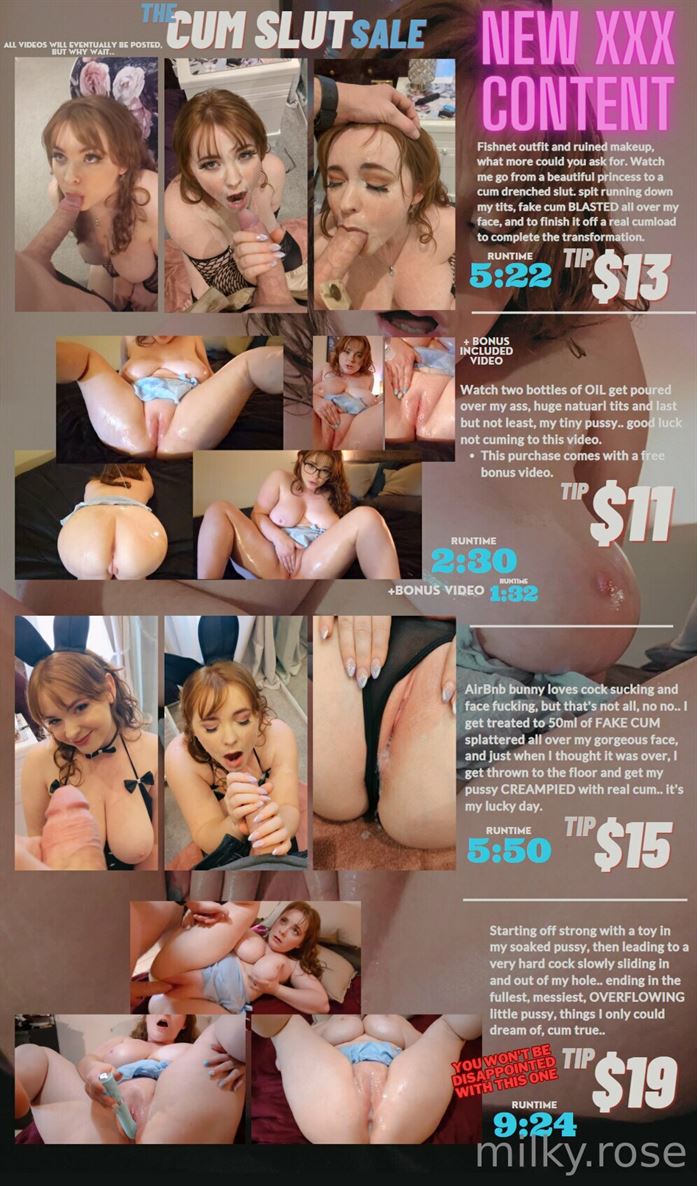 THE CUM SLUT SALE
ALL VIDEOS WILL EVENTUALLY BE POSTED,
BUT WHY WAIT...
NEW XXX
CONTENT
Fishnet outfit and ruined makeup,
what more could you ask for. Watch
me go from a beautiful princess to a
cum drenched slut. spit running down
my tits, fake cum BLASTED all over my
face, and to finish it off a real cumload
to complete the transformation.
RUNTIME
5:22
TIP $13
+ BONUS
INCLUDED
VIDEO
Watch two bottles of OIL get poured
over my ass, huge natuarl tits and last
but not least, my tiny pussy.. good luck
not cuming to this video.
• This purchase comes with a free
bonus video.
TIP $11
RUNTIME
2:30
+BONUS VIDEO RUNTIME 1:32
AirBnb bunny loves cock sucking and
face fucking, but that's not all, no no.. I
get treated to 50ml of FAKE CUM
splattered all over my gorgeous face,
and just when I thought it was over, I
get thrown to the floor and get my
pussy CREAMPIED with real cum.. it's
my lucky day.
RUNTIME
5:50
TIP $15
Starting off strong with a toy in
my soaked pussy, then leading to a
very hard cock slowly sliding in
and out of my hole.. ending in the
fullest, messiest, OVERFLOWING
little pussy, things I only could
dream of, cum true..
YOU WON'T BE
DISAPPOINTED
WITH THIS ONE
TIP $19
RUNTIME
9:24
milky.rose